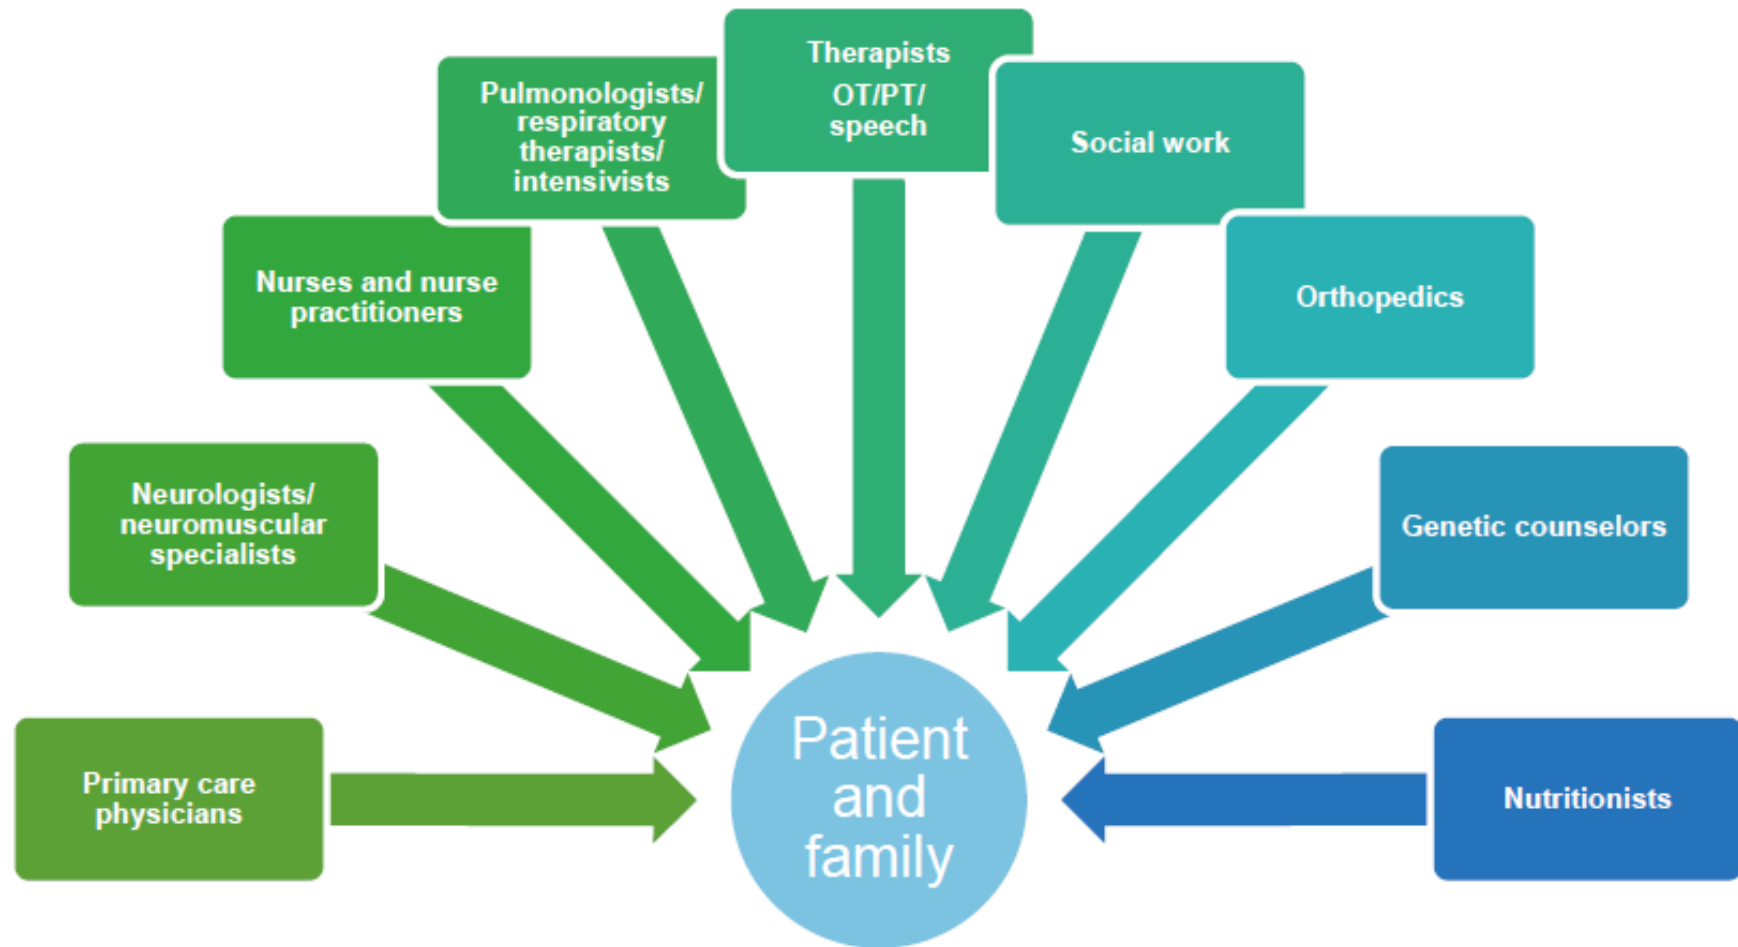 Therapists
OT/PT/
speech
Pulmonologists/
respiratory
therapists/
intensivists
Social work
Nurses and nurse
practitioners
Orthopedics
Neurologists/
neuromuscular
specialists
Genetic counselors
Primary care
physicians
Patient
and
family
Nutritionists